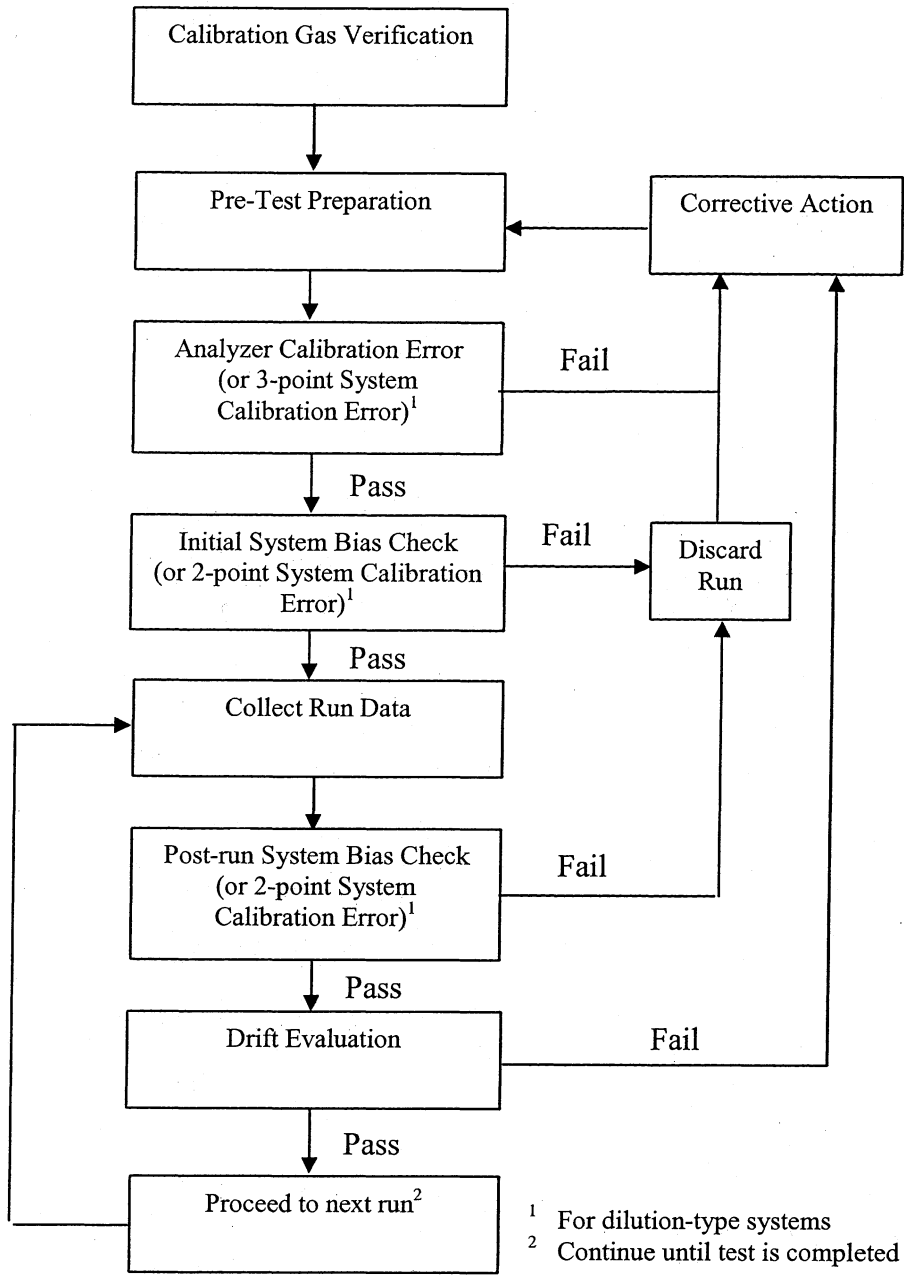 Calibration Gas Verification
Pre-Test Preparation
Corrective Action
Analyzer Calibration Error
(or 3-point System
Calibration Error)¹
Fail
Pass
Initial System Bias Check
(or 2-point System Calibration
Error)¹
Fail
Discard
Run
Pass
Collect Run Data
Post-run System Bias Check
(or 2-point System
Calibration Error)¹
Fail
Pass
Drift Evaluation
Fail
Pass
Proceed to next run²
¹ For dilution-type systems
² Continue until test is completed